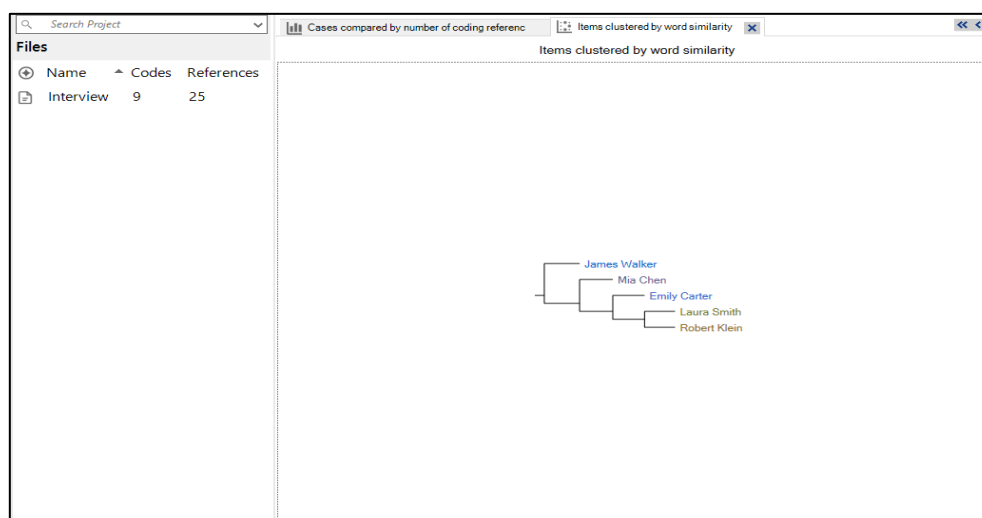 Search Project
Cases compared by number of coding referenc
Items clustered by word similarity
Files
Items clustered by word similarity
Name Codes References
Interview 9 25
James Walker
Mia Chen
Emily Carter
Laura Smith
Robert Klein